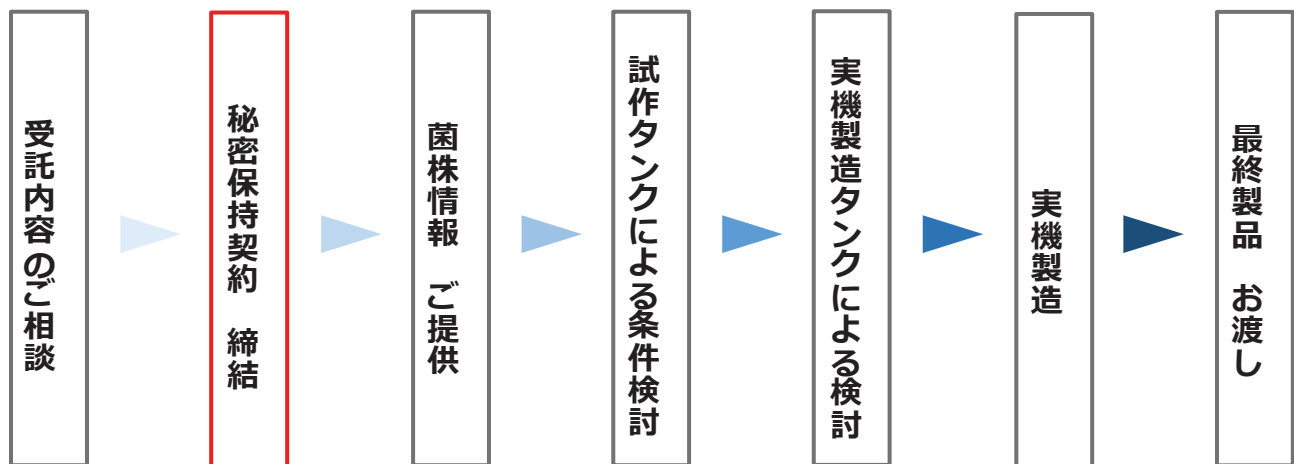 受託内容のご相談
秘密保持契約　締結
菌株情報　ご提供
試作タンクによる条件検討
実機製造タンクによる検討
実機製造
最終製品　お渡し